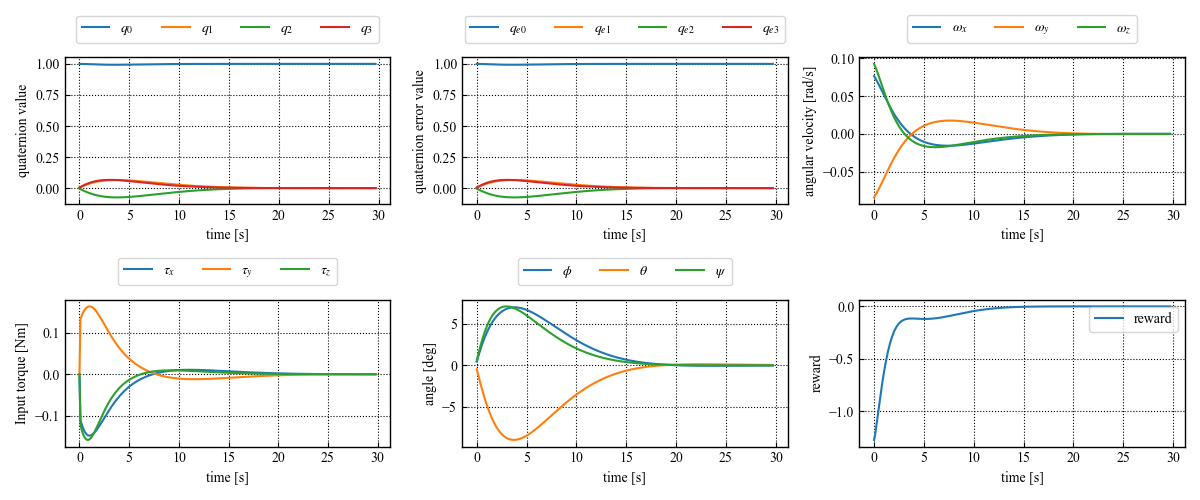 q0 q1 q2 q3
quaternion value
1.00
0.75
0.50
0.25
0.00
0 5 10 15 20 25 30
time [s]
qe0 qe1 qe2 qe3
quaternion error value
1.00
0.75
0.50
0.25
0.00
0 5 10 15 20 25 30
time [s]
ωx ωy ωz
angular velocity [rad/s]
0.10
0.05
0.00
−0.05
0 5 10 15 20 25 30
time [s]
τx τy τz
Input torque [Nm]
0.1
0.0
−0.1
0 5 10 15 20 25 30
time [s]
ϕ θ ψ
angle [deg]
5
0
−5
0 5 10 15 20 25 30
time [s]
reward
reward
0.0
−0.5
−1.0
0 5 10 15 20 25 30
time [s]